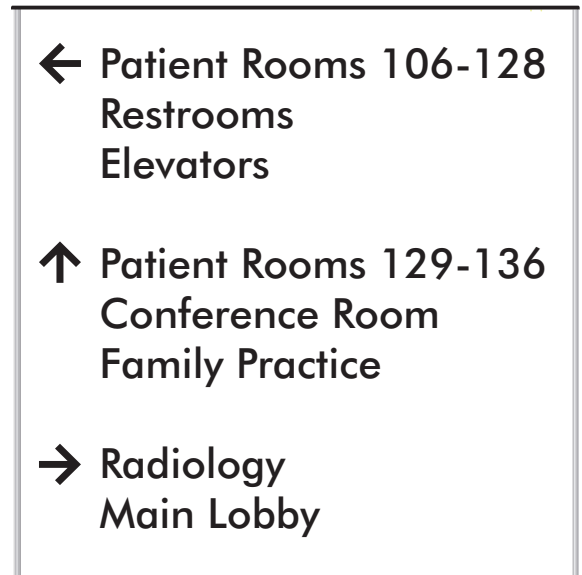 ← Patient Rooms 106-128
Restrooms
Elevators
↑ Patient Rooms 129-136
Conference Room
Family Practice
→ Radiology
Main Lobby